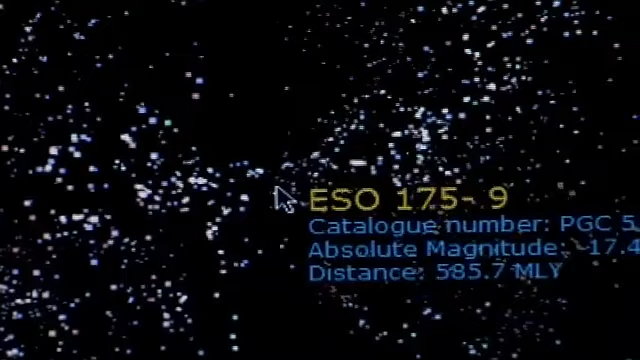 ESO 175- 9
Catalogue number: PGC 5
Absolute Magnitude: -17.4
Distance: 585.7 MLY